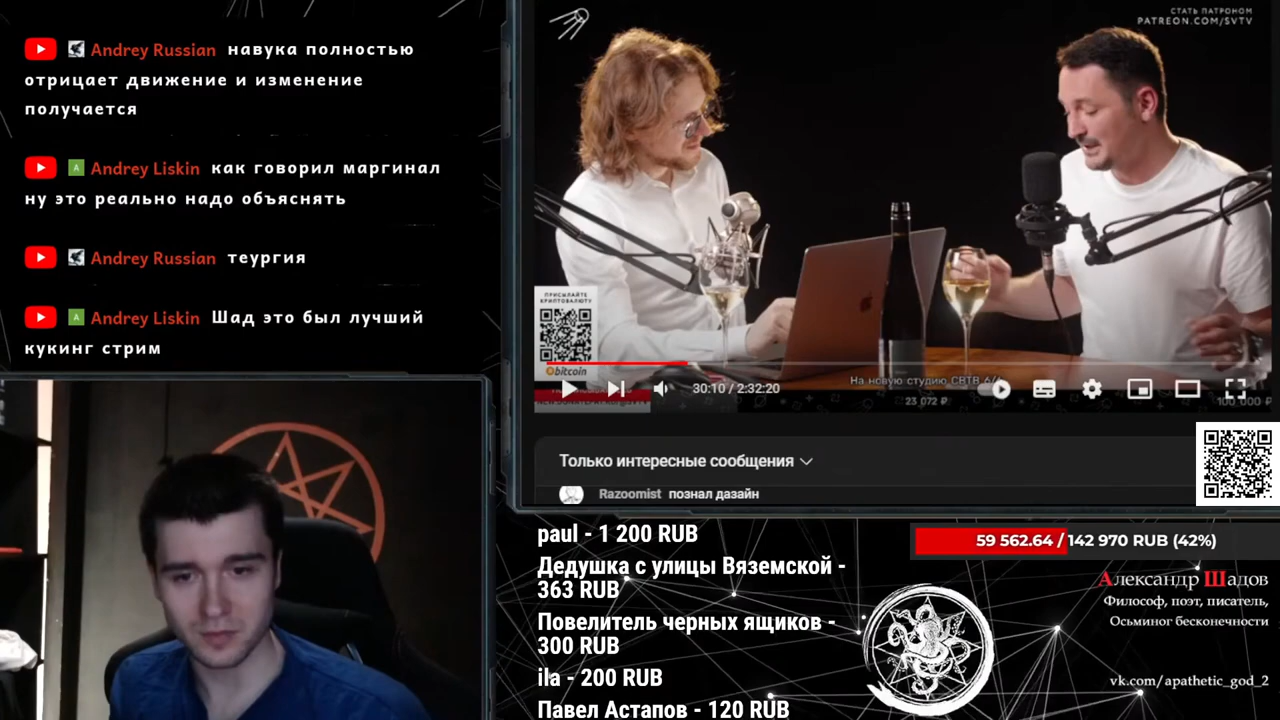 Andrey Russian навука полностью
отрицает движение и изменение
получается
Andrey Liskin как говорил маргинал
ну это реально надо объяснять
Andrey Russian теургия
Andrey Liskin Шад это был лучший
кукинг стрим
СТАТЬ ПАТРОНОМ
PATREON.COM/SVTV
ПРИСЫЛАЙТЕ
КРИПТОВАЛЮТУ
bitcoin
30:10 / 2:32:20
На новую студию СВТВ 6/6
23 072 ₽
100 000 ₽
Только интересные сообщения
Razoomist познал дазайн
paul - 1 200 RUB
Дедушка с улицы Вяземской -
363 RUB
Повелитель черных ящиков -
300 RUB
ila - 200 RUB
Павел Астапов - 120 RUB
59 562.64 / 142 970 RUB (42%)
Александр Шадов
Философ, поэт, писатель,
Осьминог бесконечности
vk.com/apathetic_god_2